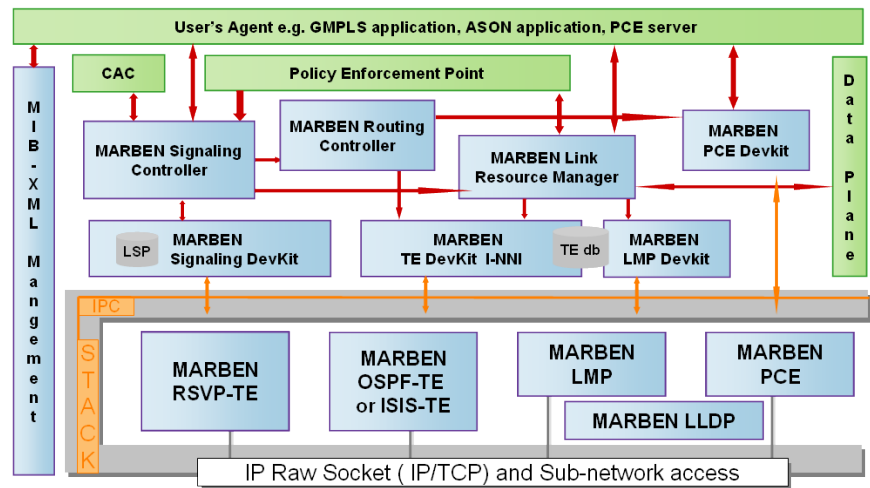 User's Agent e.g. GMPLS application, ASON application, PCE server
CAC
Policy Enforcement Point
MIB-XML Mangement
Data Plane
MARBEN Signaling
Controller
MARBEN Routing
Controller
MARBEN Link
Resource Manager
MARBEN
PCE Devkit
LSP
MARBEN
Signaling DevKit
MARBEN
TE DevKit I-NNI
TE db
MARBEN
LMP Devkit
IPC
STACK
MARBEN
RSVP-TE
MARBEN
OSPF-TE
or ISIS-TE
MARBEN
LMP
MARBEN
PCE
MARBEN LLDP
IP Raw Socket ( IP/TCP) and Sub-network access